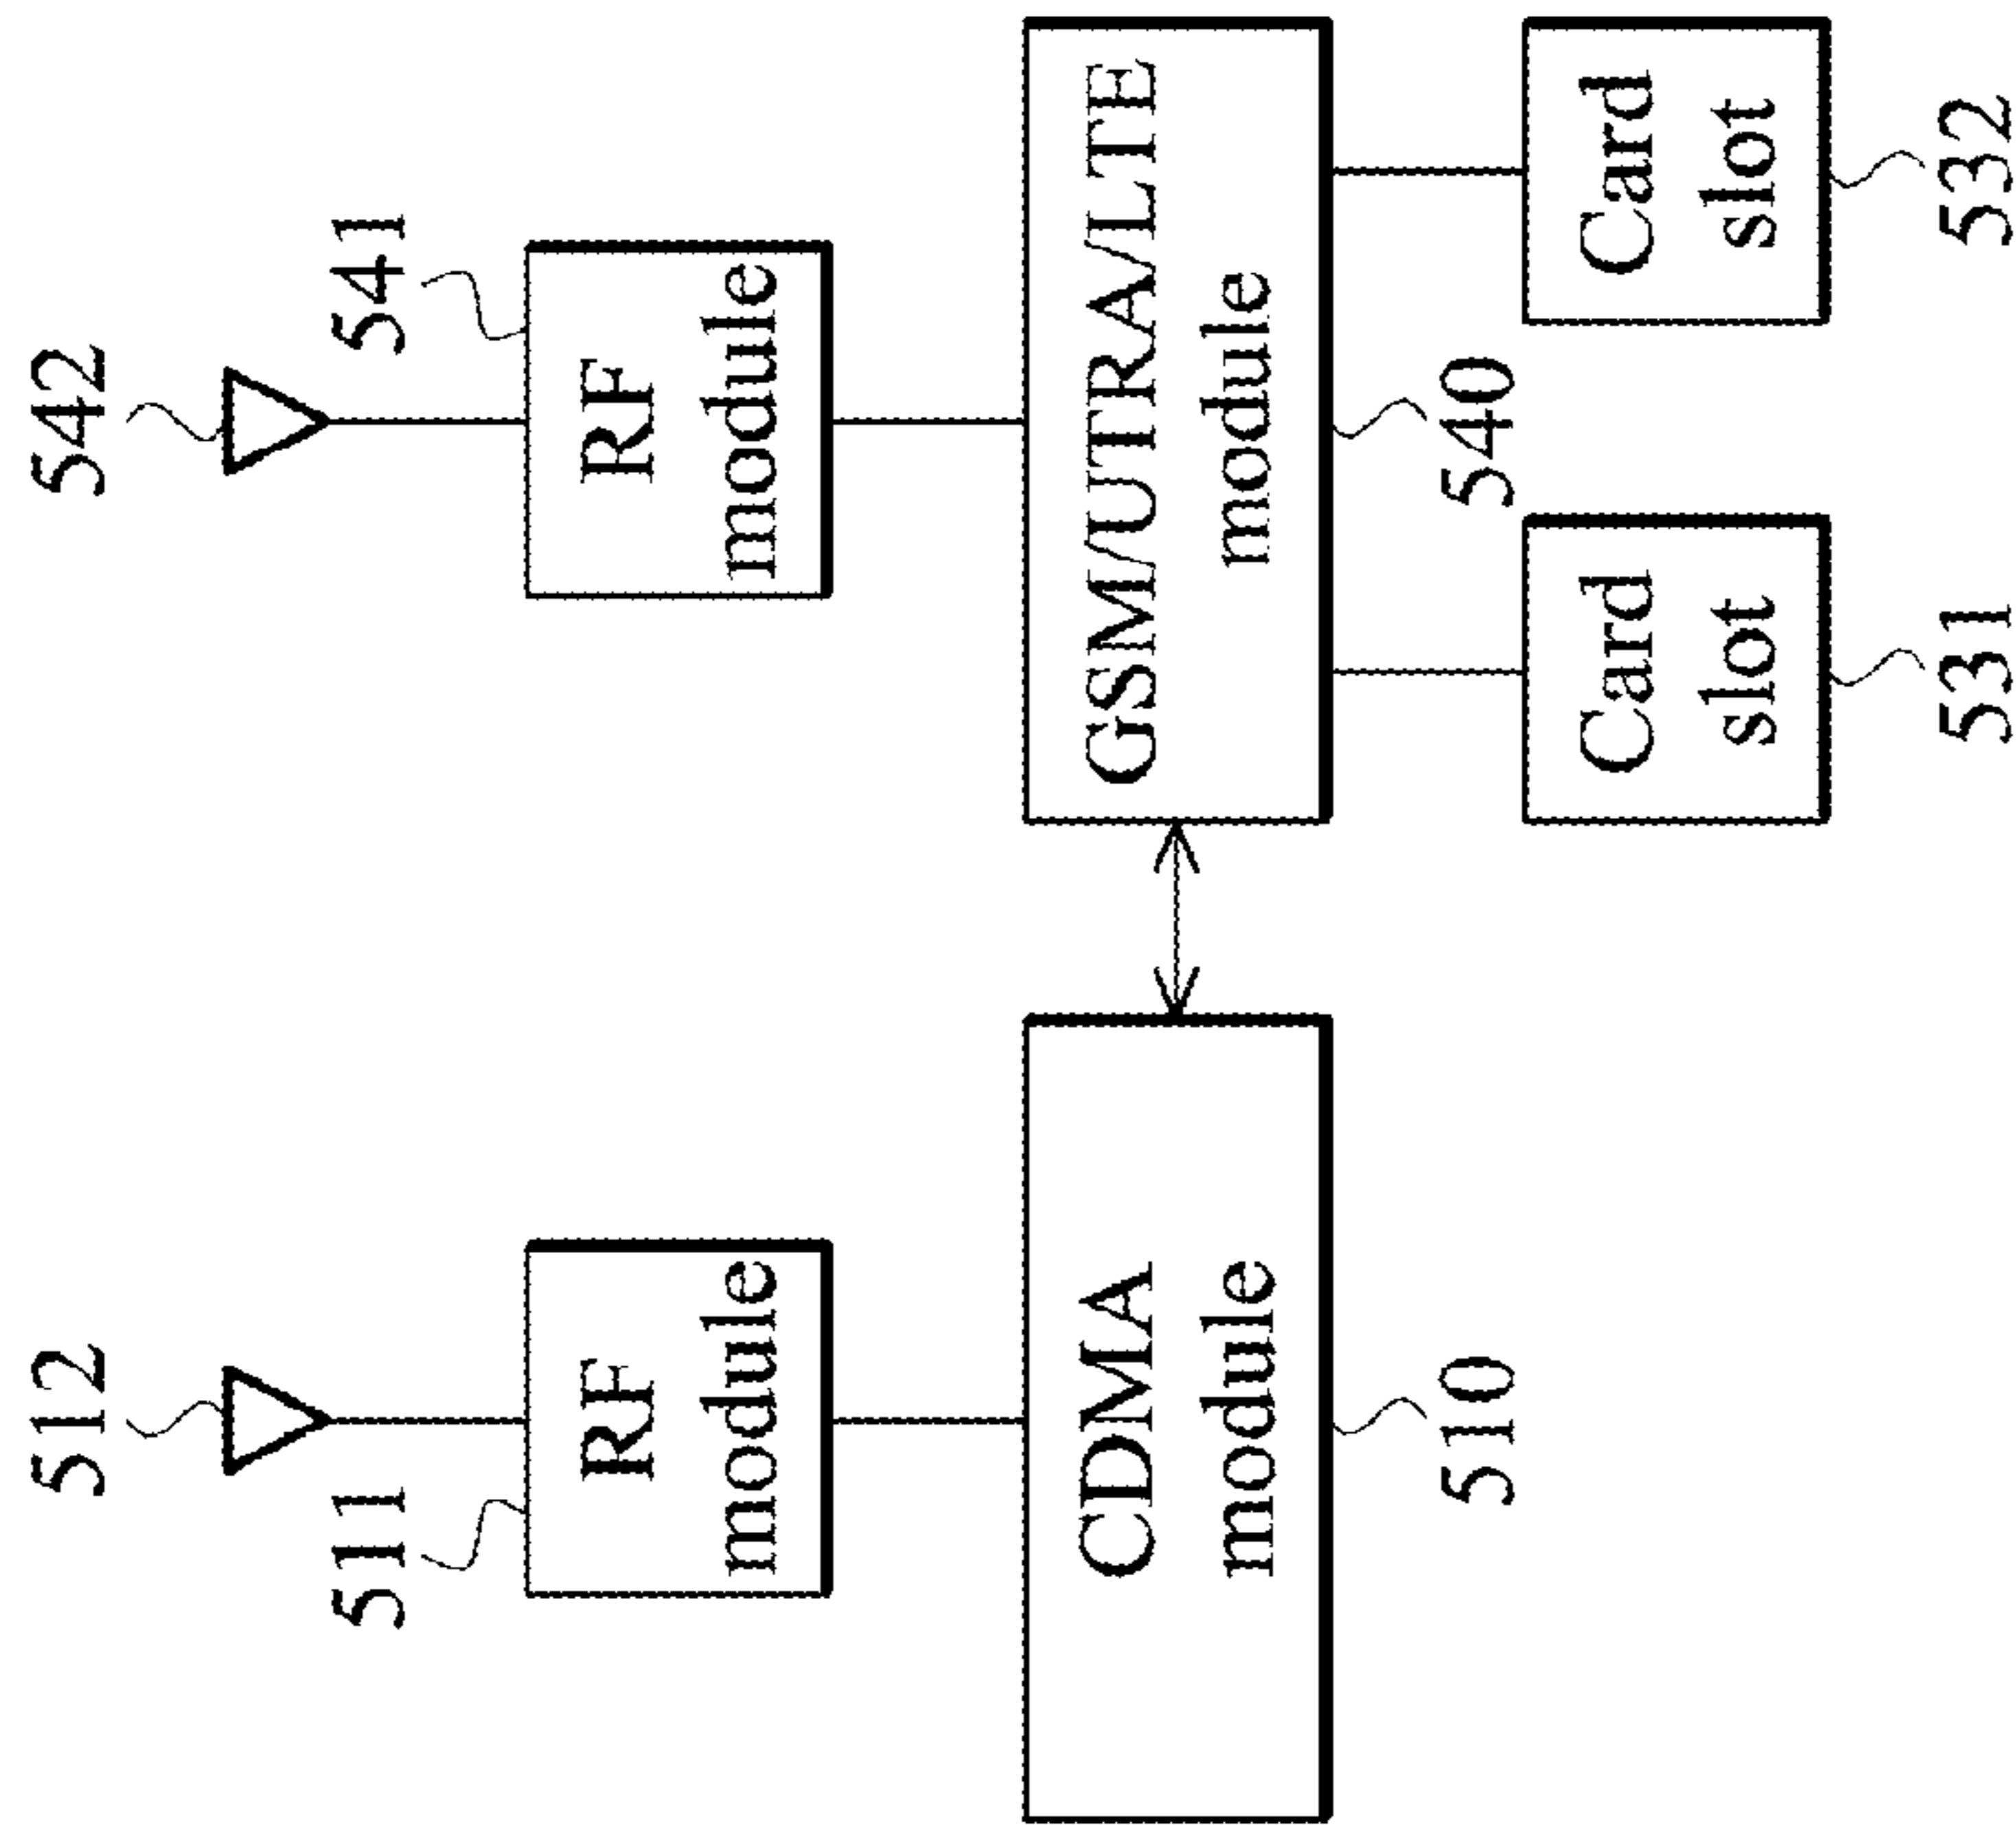 512
542
511
541
RF
module
RF
module
CDMA
module
GSM/UTRA/LTE
module
510
540
Card
slot
Card
slot
531
532